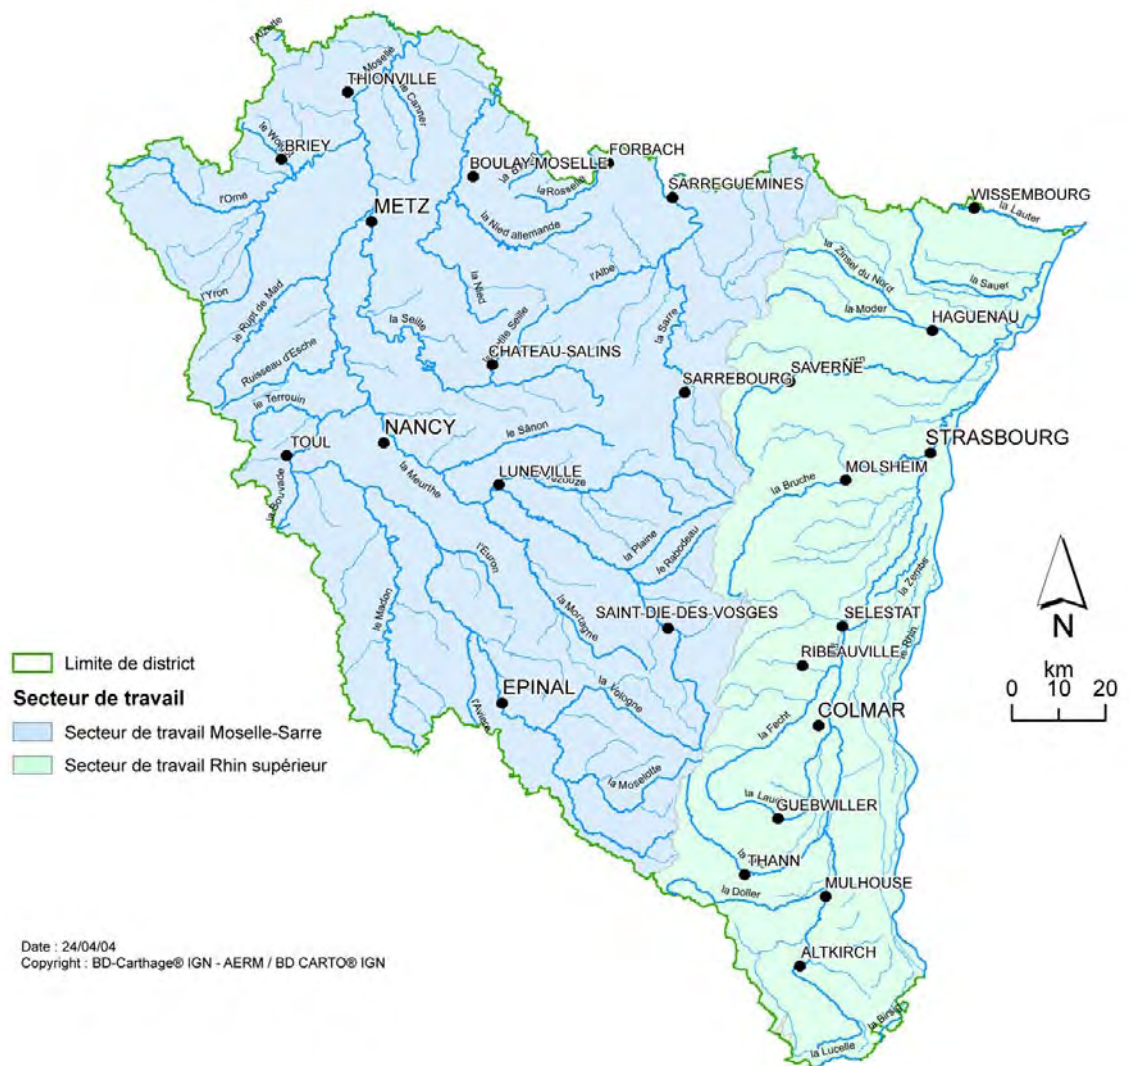 l'Alzette
la Moselle
THIONVILLE
la Canner
le Woigot
BRIEY
BOULAY-MOSELLE
FORBACH
la Rosselle
SARREGUEMINES
WISSEMBOURG
la Lauter
l'Orne
METZ
la Nied allemande
la Zinsel du Nord
la Sauer
l'Yron
le Rupt de Mad
la Nied
l'Albe
la Moder
HAGUENAU
la Seille
la Petite Seille
la Sarre
CHATEAU-SALINS
Ruisseau d'Esche
SARREBOURG
SAVERNE
le Terrouin
TOUL
NANCY
le Sânon
STRASBOURG
MOLSHEIM
la Bouvade
la Meurthe
LUNEVILLE
la Bruche
l'Euron
la Plaine
le Rabodeau
la Zembs
le Madon
la Mortagne
SAINT-DIE-DES-VOSGES
SELESTAT
le Rhin
RIBEAUVILLE
N
km
0 10 20
Limite de district
Secteur de travail
Secteur de travail Moselle-Sarre
Secteur de travail Rhin supérieur
EPINAL
l'Avière
la Vologne
COLMAR
la Fecht
la Moselotte
GUEBWILLER
THANN
la Doller
MULHOUSE
ALTKIRCH
la Birsig
la Lucelle
Date : 24/04/04
Copyright : BD-Carthage® IGN - AERM / BD CARTO® IGN